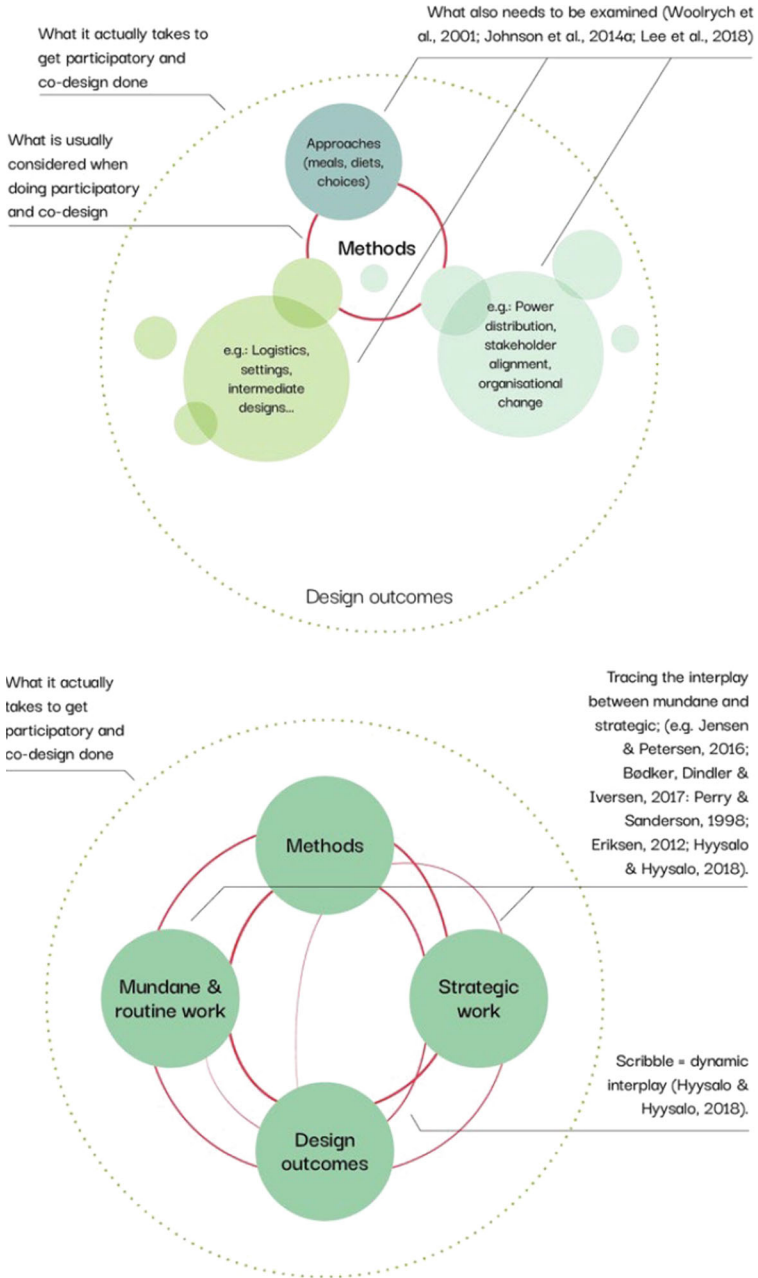 What it actually takes to
get participatory and
co-design done
What also needs to be examined (Woolrych et
al., 2001; Johnson et al., 2014a; Lee et al., 2018)
What is usually
considered when
doing participatory
and co-design
Approaches
(meals, diets,
choices)
Methods
e.g.: Logistics,
settings,
intermediate
designs...
e.g.: Power
distribution,
stakeholder
alignment,
organisational
change
Design outcomes
What it actually
takes to get
participatory and
co-design done
Tracing the interplay
between mundane and
strategic; (e.g. Jensen
& Petersen, 2016;
Bødker, Dindler &
Iversen, 2017: Perry &
Sanderson, 1998;
Eriksen, 2012; Hyysalo
& Hyysalo, 2018).
Methods
Mundane &
routine work
Strategic
work
Design
outcomes
Scribble = dynamic
interplay (Hyysalo &
Hyysalo, 2018).